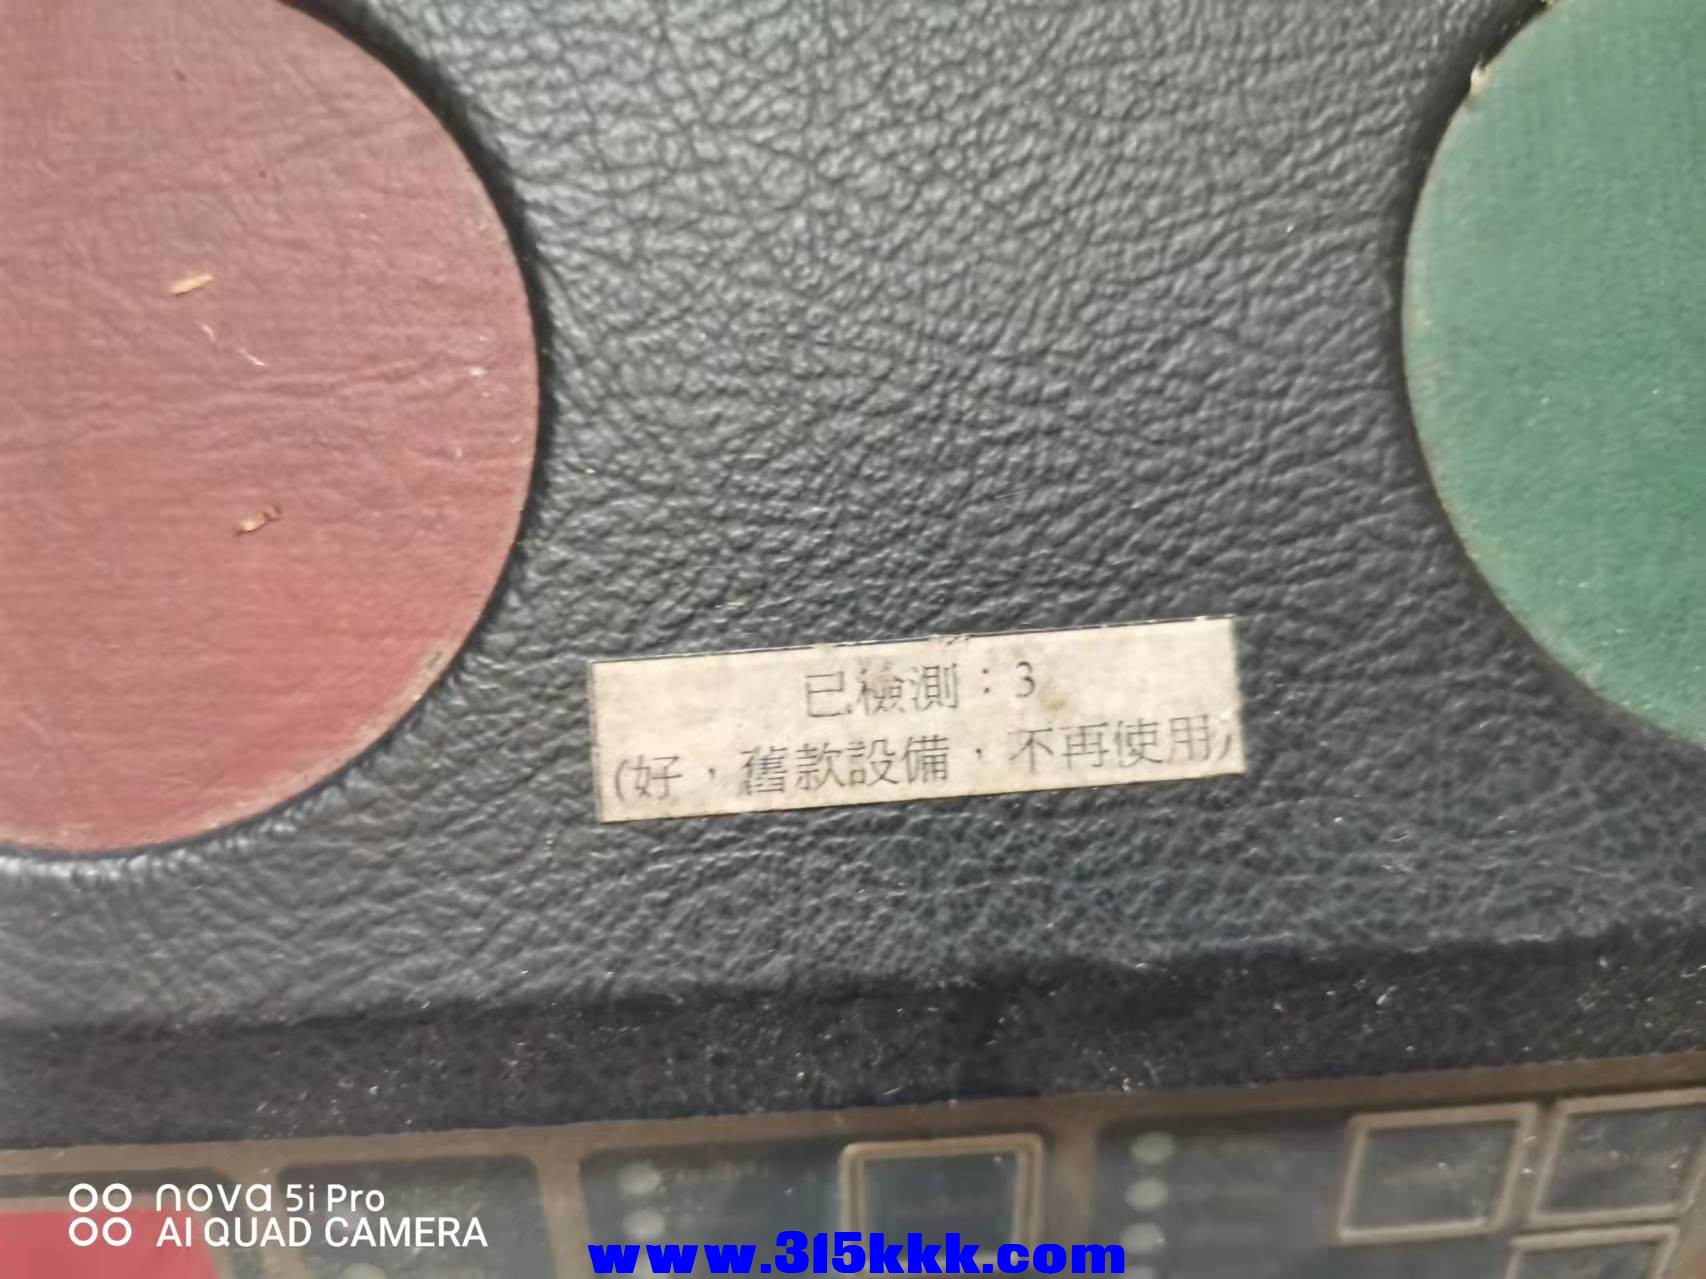 已檢測：3
(好，舊款設備，不再使用)
nova 5i Pro
AI QUAD CAMERA
www.315kkk.com